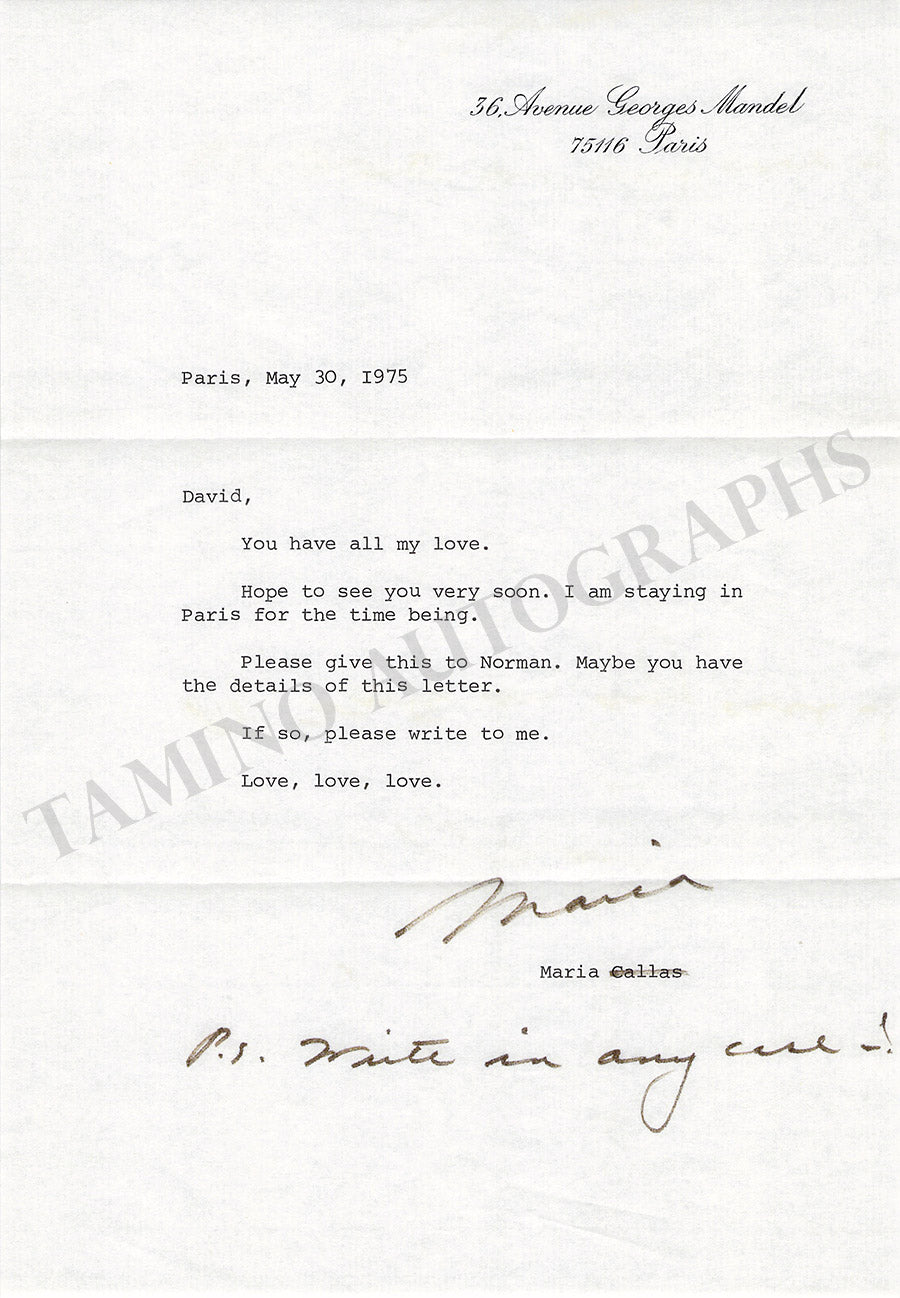 36, Avenue Georges Mandel
75116 Paris
Paris, May 30, I975
David,
You have all my love.
Hope to see you very soon. I am staying in
Paris for the time being.
Please give this to Norman. Maybe you have
the details of this letter.
If so, please write to me.
Love, love, love.
Maria
Maria Callas
P.s. Write in any case -!
TAMINO AUTOGRAPHS